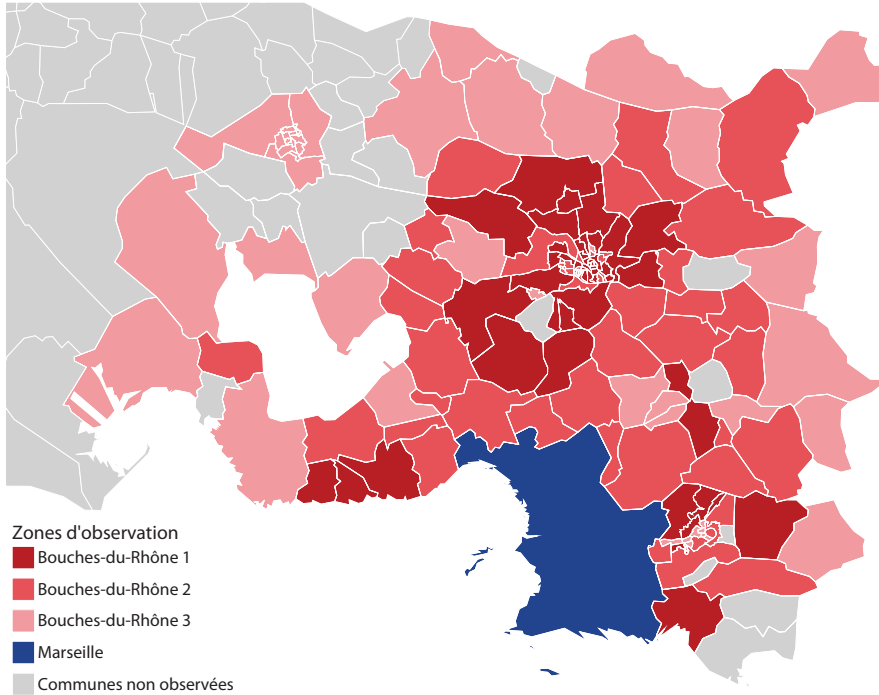 Zones d'observation
Bouches-du-Rhône 1
Bouches-du-Rhône 2
Bouches-du-Rhône 3
Marseille
Communes non observées